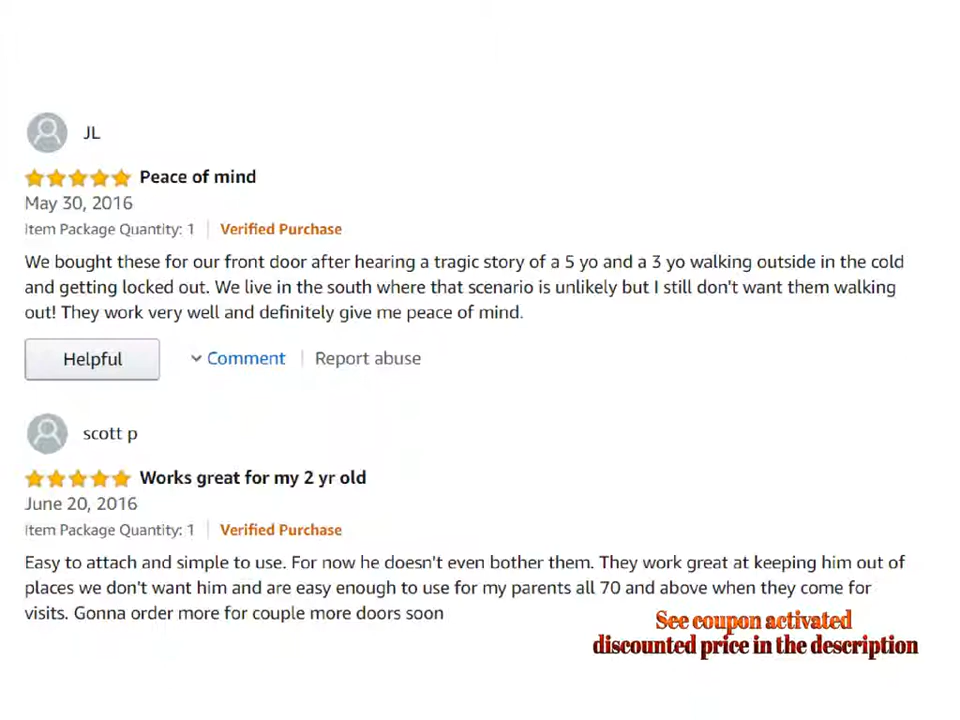 JL
Peace of mind
May 30, 2016
Item Package Quantity: 1 | Verified Purchase
We bought these for our front door after hearing a tragic story of a 5 yo and a 3 yo walking outside in the cold
and getting locked out. We live in the south where that scenario is unlikely but I still don't want them walking
out! They work very well and definitely give me peace of mind.
Helpful Comment | Report abuse
scott p
Works great for my 2 yr old
June 20, 2016
Item Package Quantity: 1 | Verified Purchase
Easy to attach and simple to use. For now he doesn't even bother them. They work great at keeping him out of
places we don't want him and are easy enough to use for my parents all 70 and above when they come for
visits. Gonna order more for couple more doors soon
See coupon activated
discounted price in the description